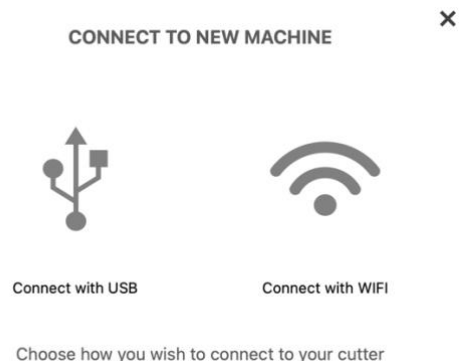 CONNECT TO NEW MACHINE
Connect with USB
Connect with WIFI
Choose how you wish to connect to your cutter